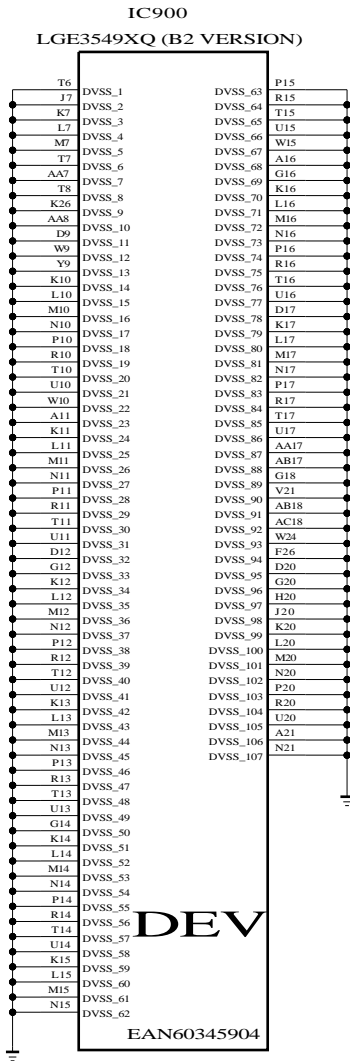 IC900
LGE3549XQ (B2 VERSION)
T6 DVSS_1 DVSS_63 P15
J7 DVSS_2 DVSS_64 R15
K7 DVSS_3 DVSS_65 T15
L7 DVSS_4 DVSS_66 U15
M7 DVSS_5 DVSS_67 W15
T7 DVSS_6 DVSS_68 A16
AA7 DVSS_7 DVSS_69 G16
T8 DVSS_8 DVSS_70 K16
K26 DVSS_9 DVSS_71 L16
AA8 DVSS_10 DVSS_72 M16
D9 DVSS_11 DVSS_73 N16
W9 DVSS_12 DVSS_74 P16
Y9 DVSS_13 DVSS_75 R16
K10 DVSS_14 DVSS_76 T16
L10 DVSS_15 DVSS_77 U16
M10 DVSS_16 DVSS_78 D17
N10 DVSS_17 DVSS_79 K17
P10 DVSS_18 DVSS_80 L17
R10 DVSS_19 DVSS_81 M17
T10 DVSS_20 DVSS_82 N17
U10 DVSS_21 DVSS_83 P17
W10 DVSS_22 DVSS_84 R17
A11 DVSS_23 DVSS_85 T17
K11 DVSS_24 DVSS_86 U17
L11 DVSS_25 DVSS_87 AA17
M11 DVSS_26 DVSS_88 AB17
N11 DVSS_27 DVSS_89 G18
P11 DVSS_28 DVSS_90 V21
R11 DVSS_29 DVSS_91 AB18
T11 DVSS_30 DVSS_92 AC18
U11 DVSS_31 DVSS_93 W24
D12 DVSS_32 DVSS_94 F26
G12 DVSS_33 DVSS_95 D20
K12 DVSS_34 DVSS_96 G20
L12 DVSS_35 DVSS_97 H20
M12 DVSS_36 DVSS_98 J20
N12 DVSS_37 DVSS_99 K20
P12 DVSS_38 DVSS_100 L20
R12 DVSS_39 DVSS_101 M20
T12 DVSS_40 DVSS_102 N20
U12 DVSS_41 DVSS_103 P20
K13 DVSS_42 DVSS_104 R20
L13 DVSS_43 DVSS_105 U20
M13 DVSS_44 DVSS_106 A21
N13 DVSS_45 DVSS_107 N21
P13 DVSS_46
R13 DVSS_47
T13 DVSS_48
U13 DVSS_49
G14 DVSS_50
K14 DVSS_51
L14 DVSS_52
M14 DVSS_53
N14 DVSS_54
P14 DVSS_55
R14 DVSS_56
T14 DVSS_57
U14 DVSS_58
K15 DVSS_59
L15 DVSS_60
M15 DVSS_61
N15 DVSS_62
DEV
EAN60345904